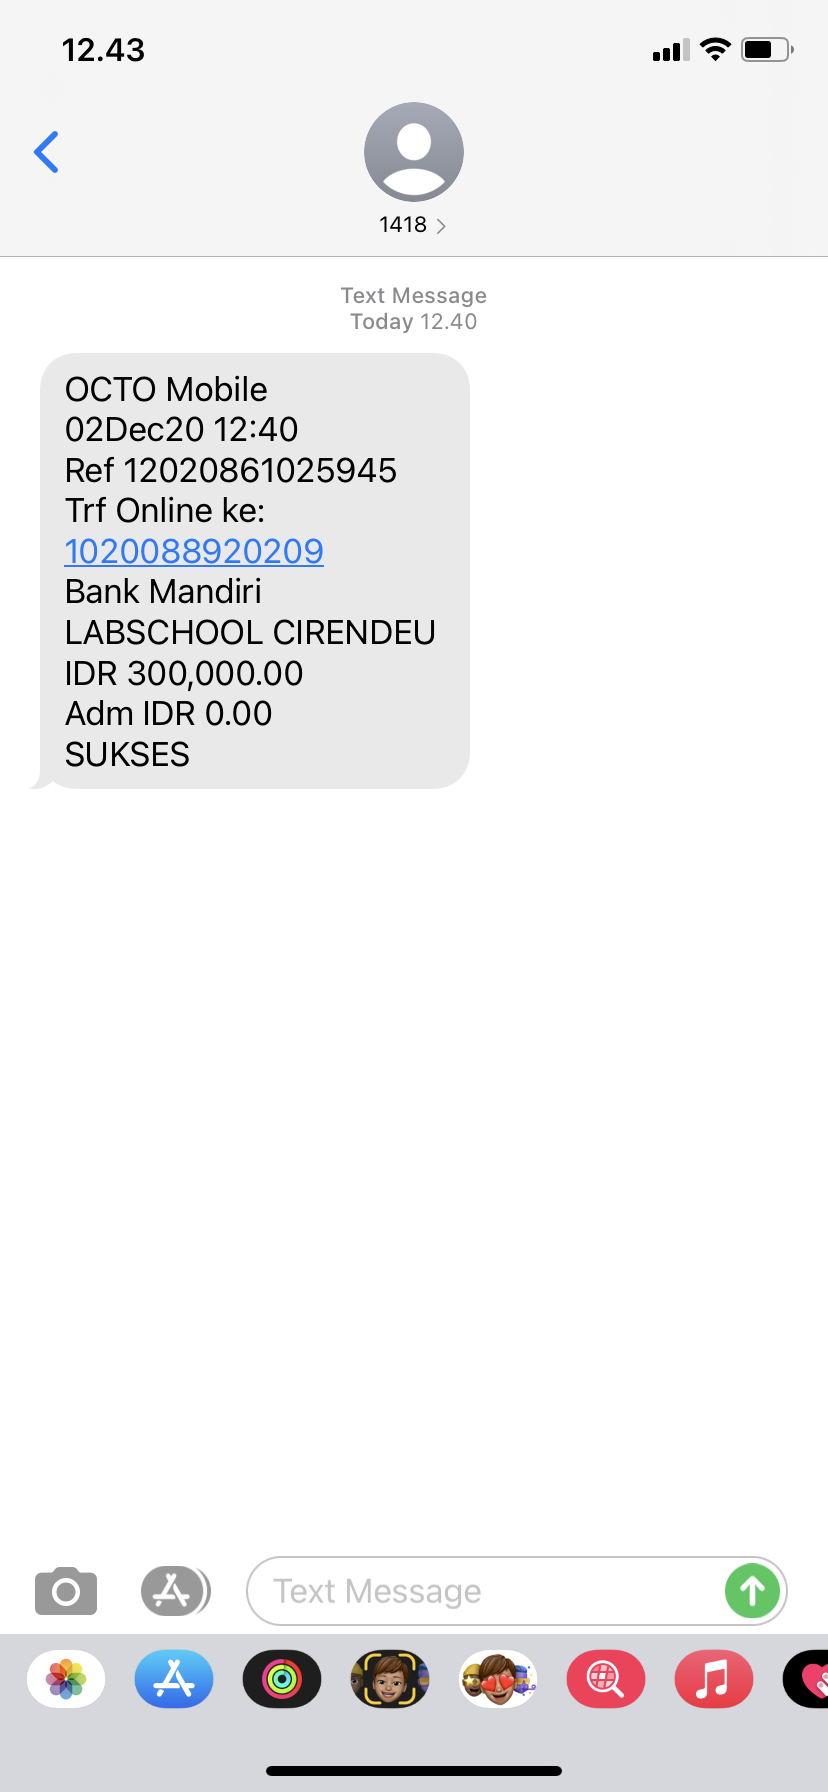 12.43
1418
Text Message
Today 12.40
OCTO Mobile
02Dec20 12:40
Ref 12020861025945
Trf Online ke:
1020088920209
Bank Mandiri
LABSCHOOL CIRENDEU
IDR 300,000.00
Adm IDR 0.00
SUKSES
Text Message